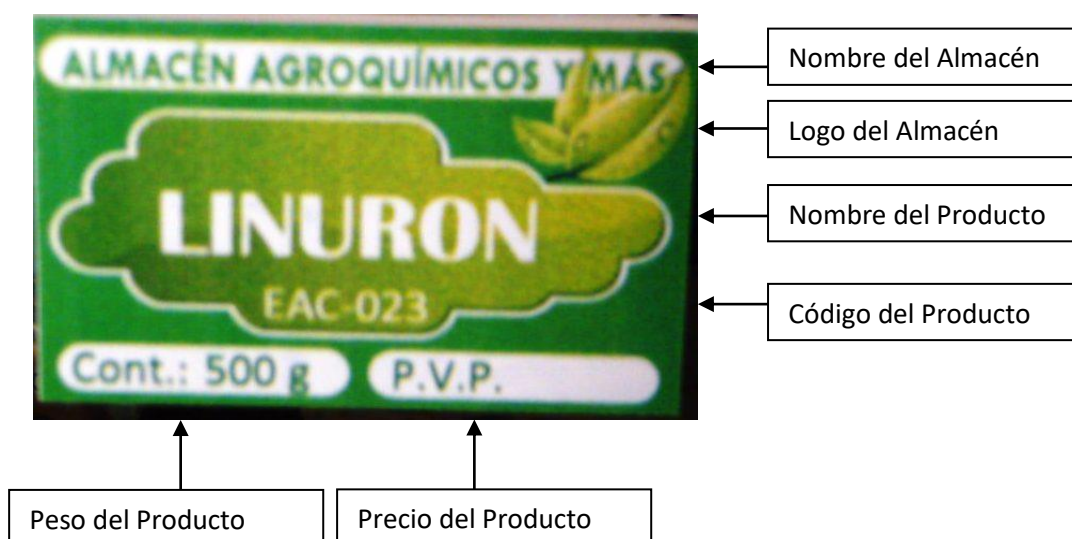 ALMACÉN AGROQUÍMICOS Y MÁS
Nombre del Almacén
Logo del Almacén
LINURON
Nombre del Producto
EAC-023
Código del Producto
Cont.: 500 g
P.V.P.
Peso del Producto
Precio del Producto